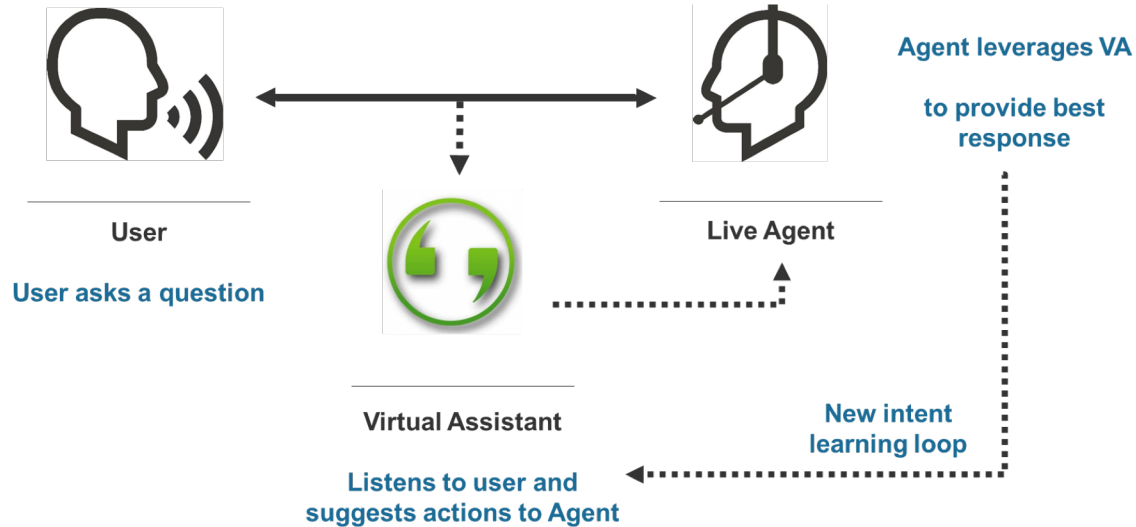 Agent leverages VA
to provide best
response
User
Live Agent
User asks a question
Virtual Assistant
New intent
learning loop
Listens to user and
suggests actions to Agent